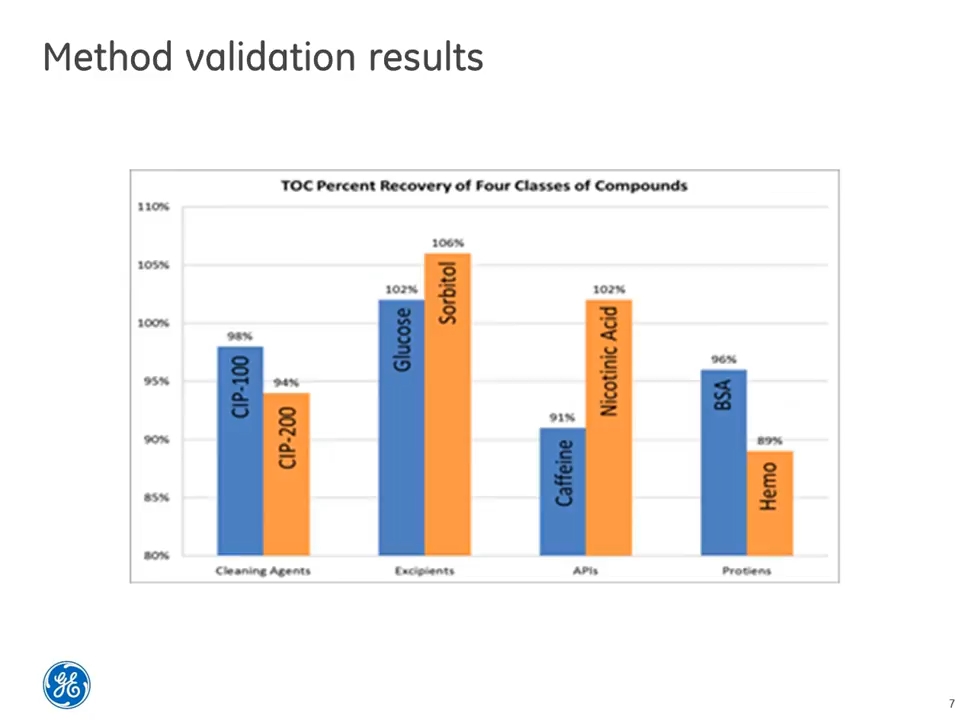 Method validation results
TOC Percent Recovery of Four Classes of Compounds
110%
105%
100%
95%
90%
85%
80%
98%
94%
102%
106%
91%
102%
96%
89%
CIP-100
CIP-200
Glucose
Sorbitol
Caffeine
Nicotinic Acid
BSA
Hemo
Cleaning Agents
Excipients
APIs
Protiens
GE
7